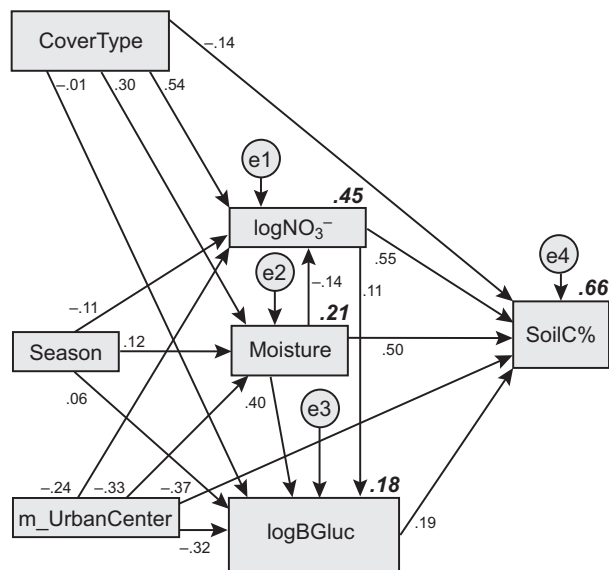 CoverType
–.14
–.01
.30
.54
e1
.45
logNO₃⁻
e4
e2
–.14
.55
.11
.66
–.11
.21
SoilC%
Season
.12
Moisture
.50
.06
.40
e3
–.24
–.33
–.37
.18
m_UrbanCenter
logBGluc
.19
–.32